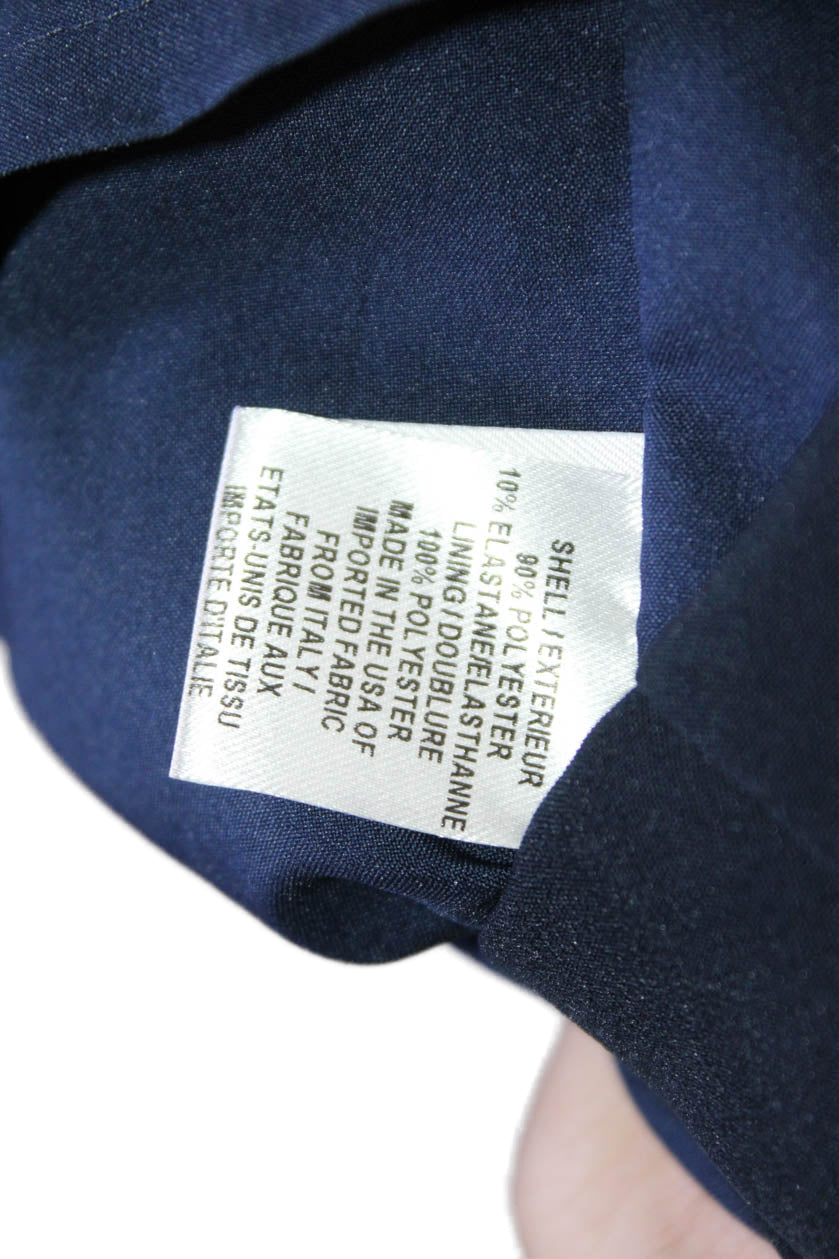 SHELL / EXTERIEUR
90% POLYESTER
10% ELASTANE/ELASTHANNE
LINING / DOUBLURE
100% POLYESTER
MADE IN THE USA OF
IMPORTED FABRIC
FROM ITALY /
FABRIQUE AUX
ETATS-UNIS DE TISSU
IMPORTE D'ITALIE